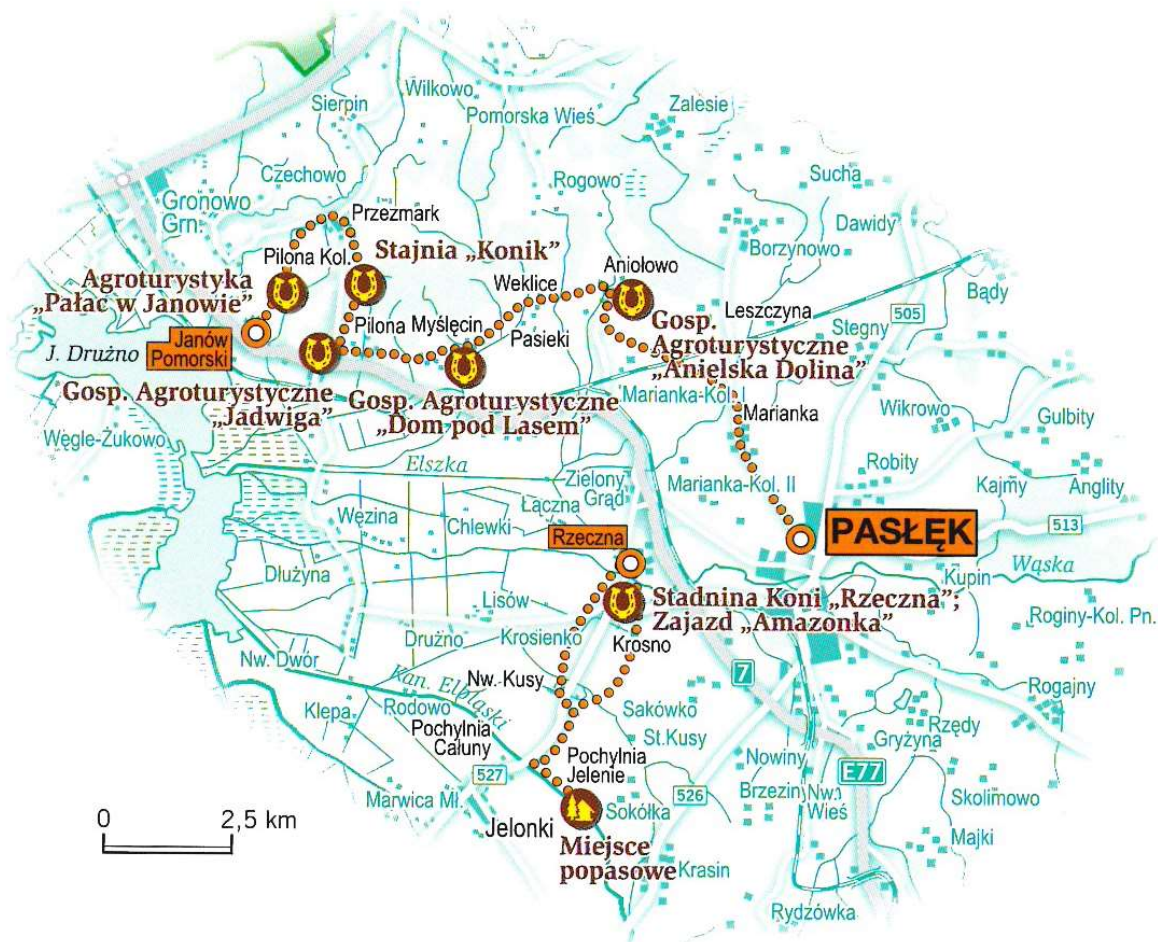 Wilkowo
Sierpin
Pomorska Wieś
Zalesie
Czechowo
Rogowo
Sucha
Gronowo
Grn.
Przezmark
Dawidy
Borzynowo
Pilona Kol.
Stajnia „Konik”
Agroturystyka
„Pałac w Janowie”
Weklice
Aniołowo
Bądy
Leszczyna
505
Stegny
Janów
Pomorski
J. Drużno
Pilona
Myślęcin
Pasieki
Gosp.
Agroturystyczne
„Anielska Dolina”
Gosp. Agroturystyczne
„Jadwiga”
Gosp. Agroturystyczne
„Dom pod Lasem”
Marianka-Kol. I
Marianka
Wikrowo
Gulbity
Węgle-Żukowo
Elszka
Zielony
Grąd
Marianka-Kol. II
Robity
Kajmy
Anglity
Węzina
Chlewki
Łączna
Rzeczna
PASŁĘK
513
Wąska
Kupin
Dłużyna
Lisów
Stadnina Koni „Rzeczna”;
Zajazd „Amazonka”
Roginy-Kol. Pn.
Drużno
Krosienko
Krosno
Nw. Dwór
Kan. Elbląski
Nw. Kusy
7
Rogajny
Klepa
Rodowo
Sakówko
Rzędy
Pochylnia
Całuny
St.Kusy
Gryżyna
Pochylnia
Jelenie
Nowiny
E77
527
526
Marwica Mł.
Brzeziny
Nw.
Wieś
Skolimowo
Sokółka
0 2,5 km
Jelonki
Miejsce
popasowe
Majki
Krasin
Rydzówka